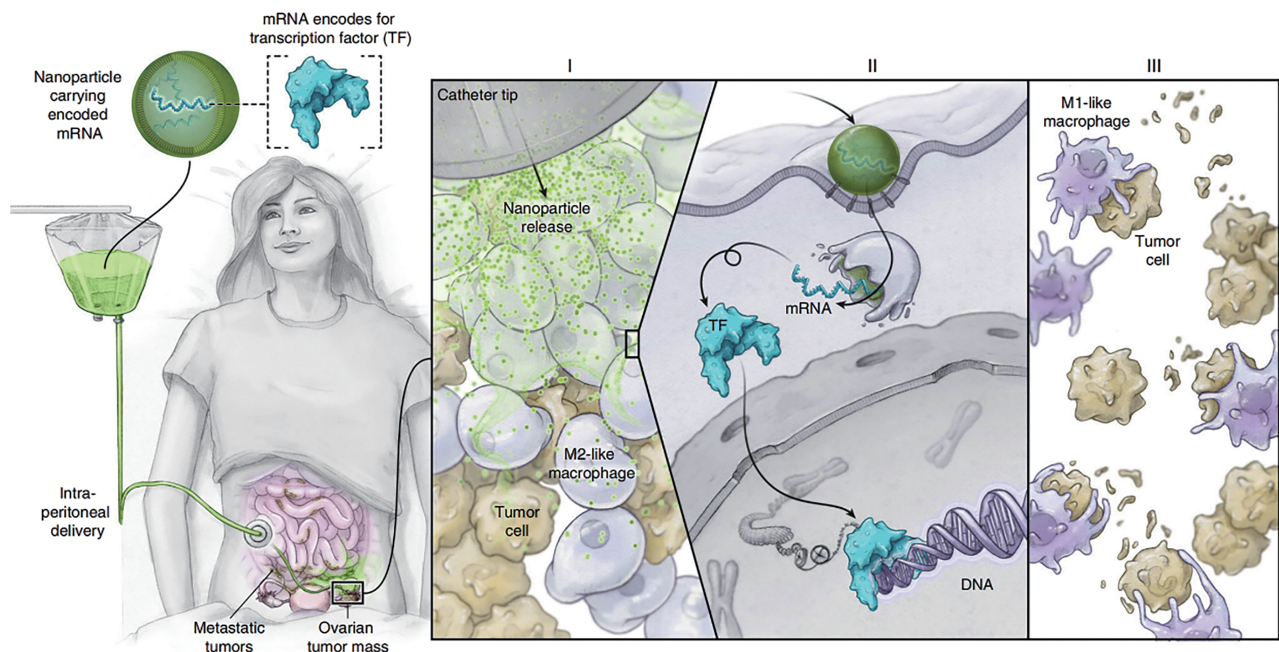 mRNA encodes for
transcription factor (TF)
Nanoparticle
carrying
encoded
mRNA
Intra-
peritoneal
delivery
Metastatic
tumors
Ovarian
tumor mass
I
Catheter tip
Nanoparticle
release
M2-like
macrophage
Tumor
cell
II
mRNA
TF
DNA
III
M1-like
macrophage
Tumor
cell